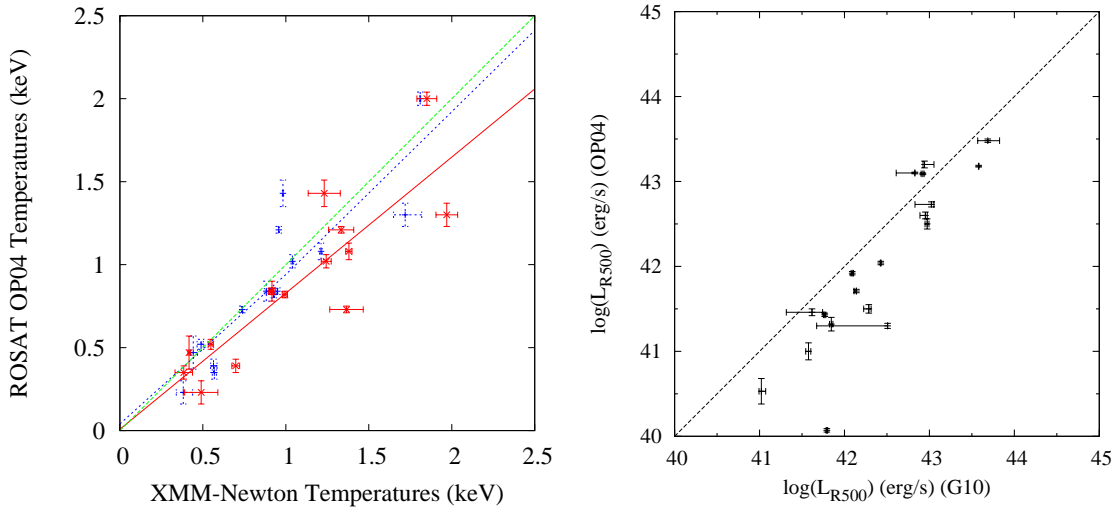 ROSAT OP04 Temperatures (keV)
2.5
2
1.5
1
0.5
0
0 0.5 1 1.5 2 2.5
XMM-Newton Temperatures (keV)
log(L_R500) (erg/s) (OP04)
45
44
43
42
41
40
40 41 42 43 44 45
log(L_R500) (erg/s) (G10)